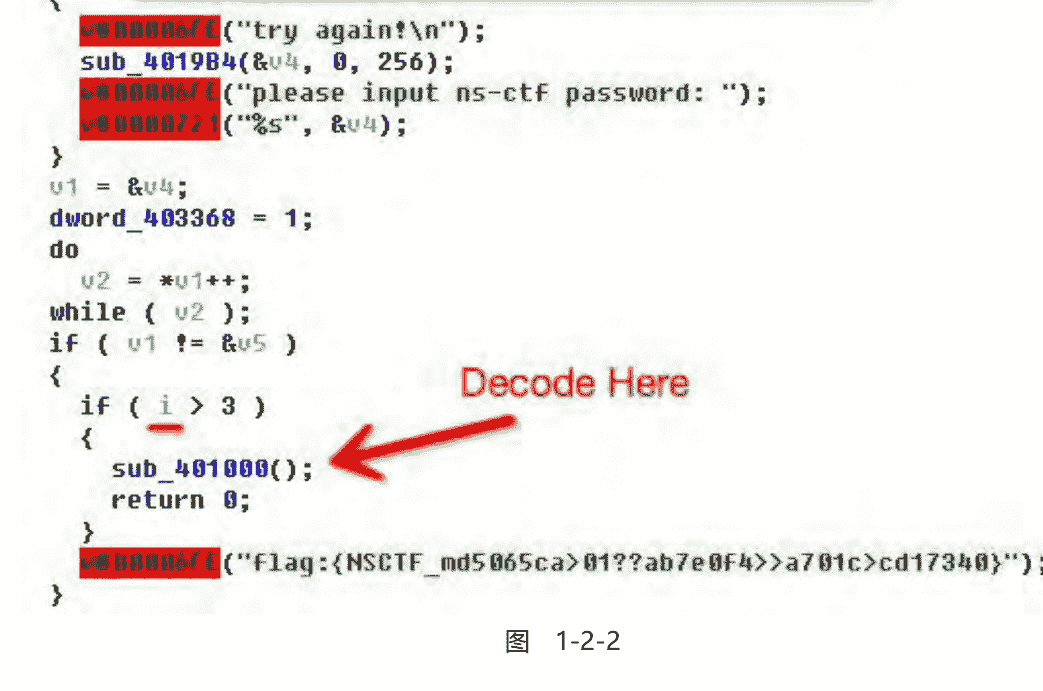 ("try again!\n");
sub_4019B4(&v4, 0, 256);
("please input ns-ctf password: ");
("%s", &v4);
}
v1 = &v4;
dword_403368 = 1;
do
v2 = *v1++;
while ( v2 );
if ( v1 != &v5 )
{
Decode Here
if ( i > 3 )
{
sub_401000();
return 0;
}
("flag:{NSCTF_md5065ca>01??ab7e0f4>>a701c>cd17340}");
}
图 1-2-2